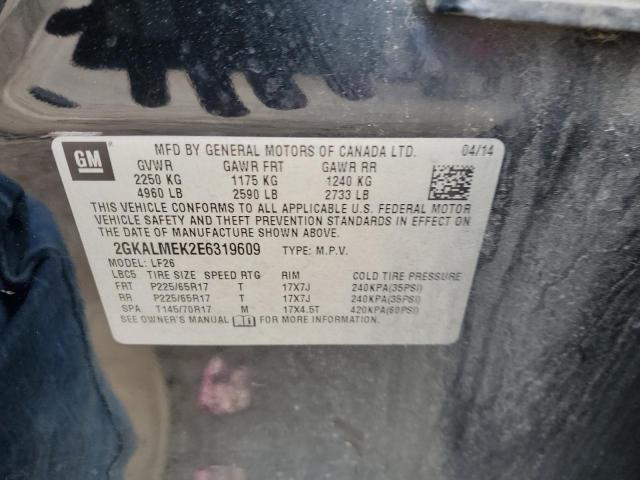 GM
MFD BY GENERAL MOTORS OF CANADA LTD. 04/14
GVWR GAWR FRT GAWR RR
2250 KG 1175 KG 1240 KG
4960 LB 2590 LB 2733 LB
THIS VEHICLE CONFORMS TO ALL APPLICABLE U.S. FEDERAL MOTOR
VEHICLE SAFETY AND THEFT PREVENTION STANDARDS IN EFFECT ON
THE DATE OF MANUFACTURE SHOWN ABOVE.
2GKALMEK2E6319609 TYPE: M.P.V.
MODEL: LF26
LBC5 TIRE SIZE SPEED RTG RIM COLD TIRE PRESSURE
FRT P225/65R17 T 17X7J 240KPA(35PSI)
RR P225/65R17 T 17X7J 240KPA(35PSI)
SPA T145/70R17 M 17X4.5T 420KPA(60PSI)
SEE OWNER'S MANUAL FOR MORE INFORMATION.